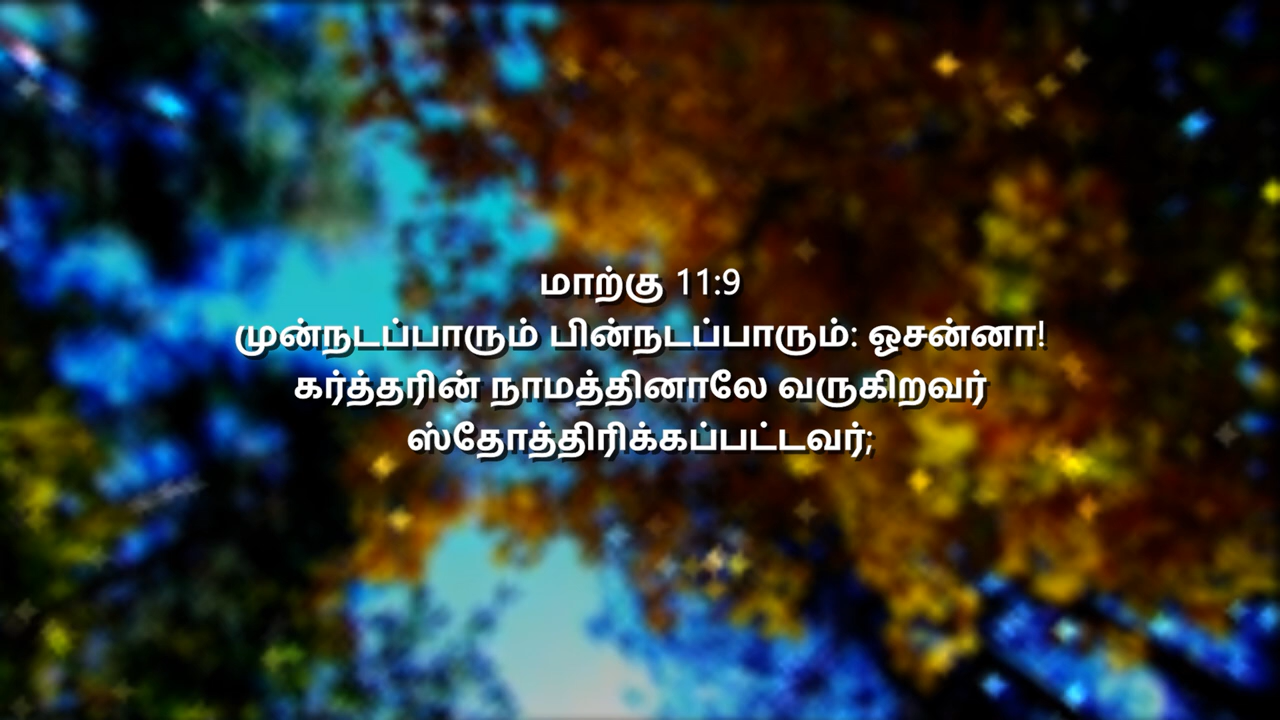 மாற்கு 11:9
முன்நடப்பாரும் பின்நடப்பாரும்: ஓசன்னா!
கர்த்தரின் நாமத்தினாலே வருகிறவர்
ஸ்தோத்திரிக்கப்பட்டவர்;